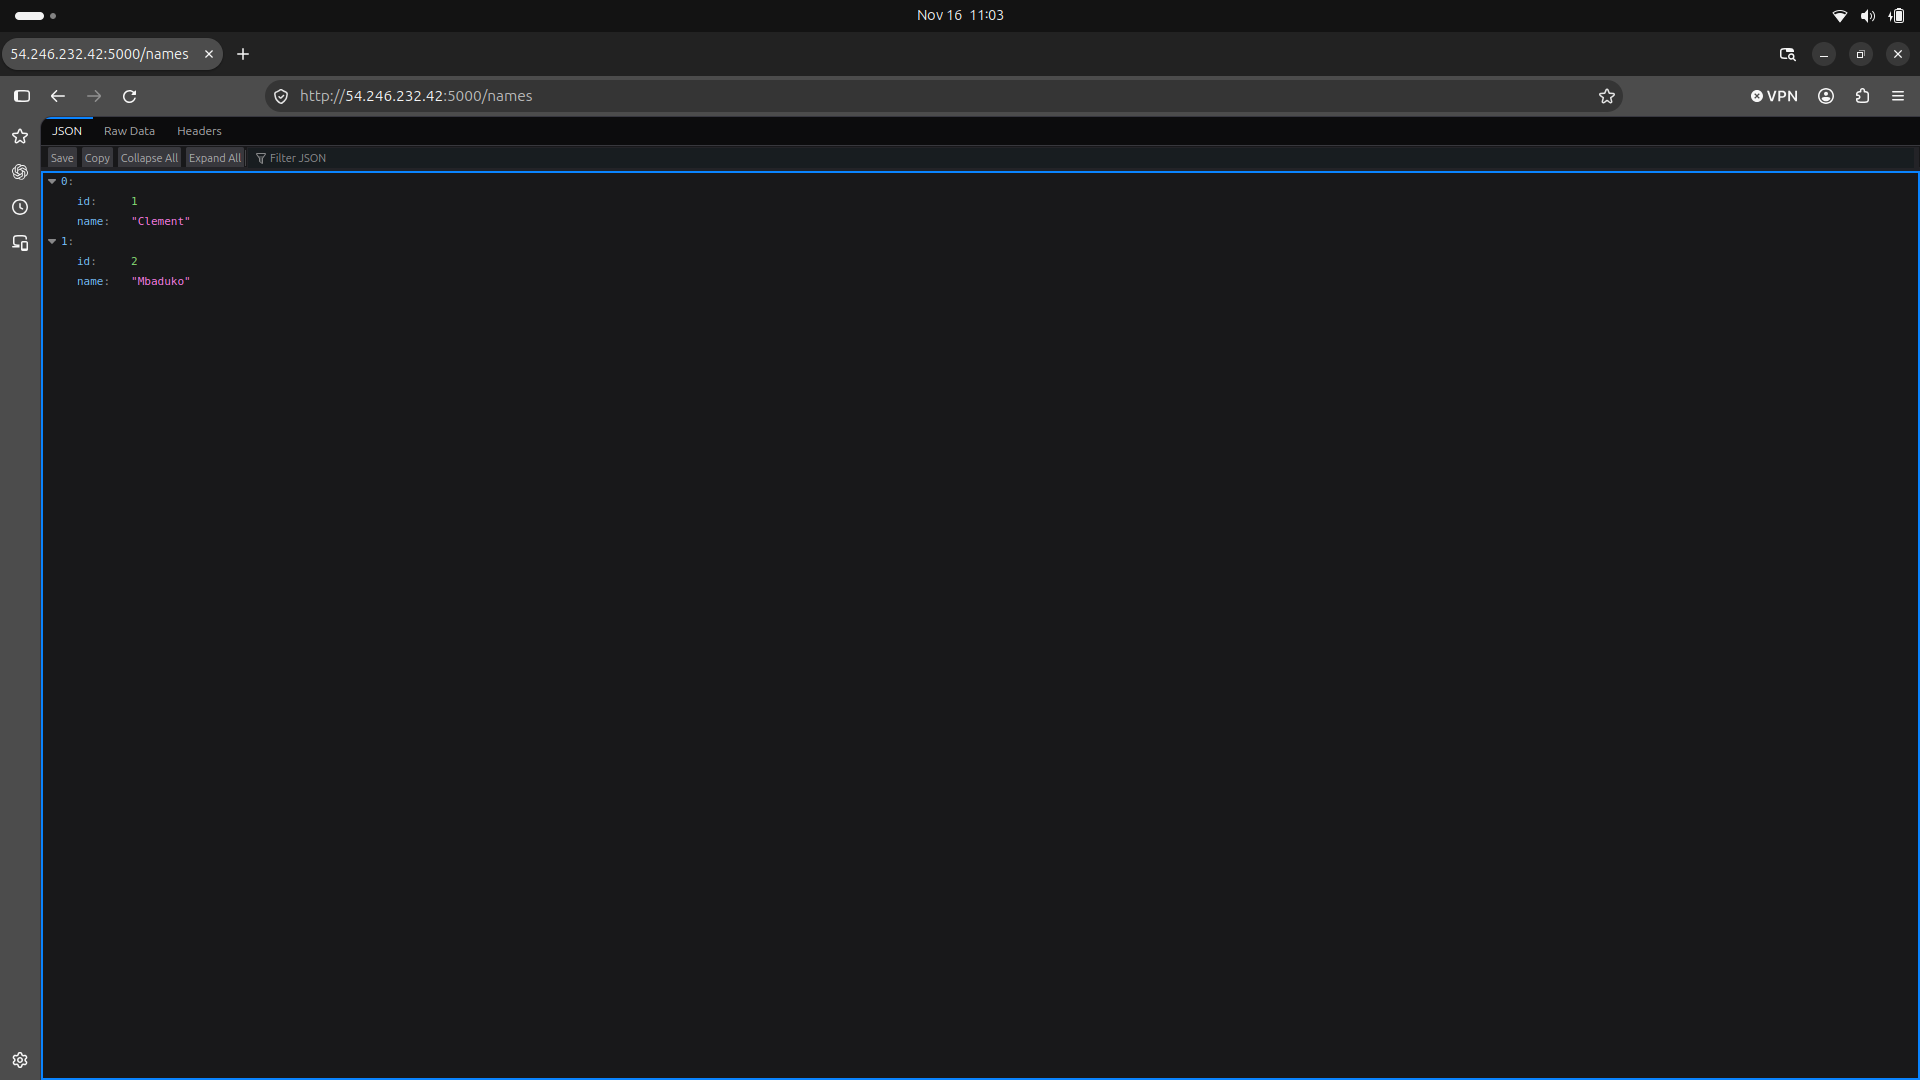 Nov 16 11:03
54.246.232.42:5000/names
http://54.246.232.42:5000/names
VPN
JSON Raw Data Headers
Save Copy Collapse All Expand All Filter JSON
0:
id: 1
name: "Clement"
1:
id: 2
name: "Mbaduko"